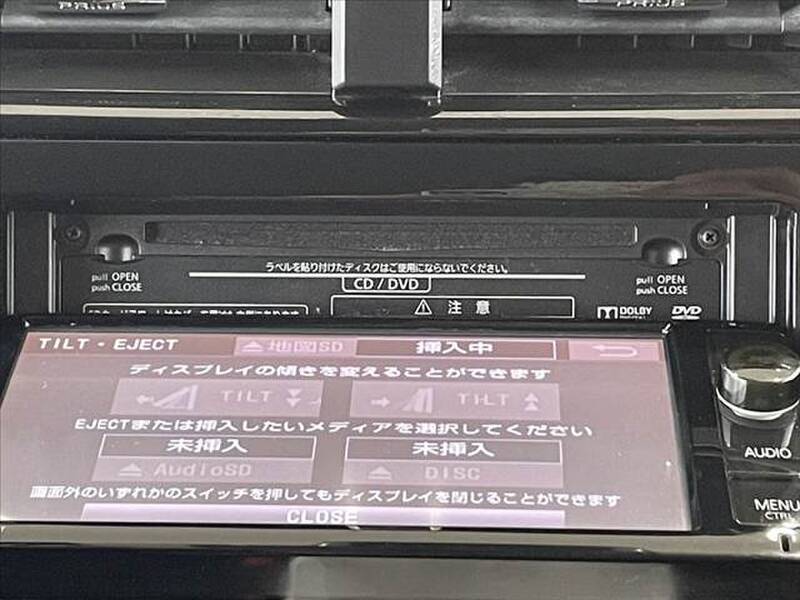 PRIUS
PRIUS
pull OPEN
push CLOSE
ラベルを貼り付けたディスクはご使用にならないでください。
CD / DVD
pull OPEN
push CLOSE
注 意
DOLBY
DIGITAL
DVD
TILT・EJECT
地図SD
挿入中
ディスプレイの傾きを変えることができます
TILT
TILT
EJECTまたは挿入したいメディアを選択してください
未挿入
未挿入
AudioSD
DISC
画面外のいずれかのスイッチを押してもディスプレイを閉じることができます
CLOSE
AUDIO
MENU
CTRL